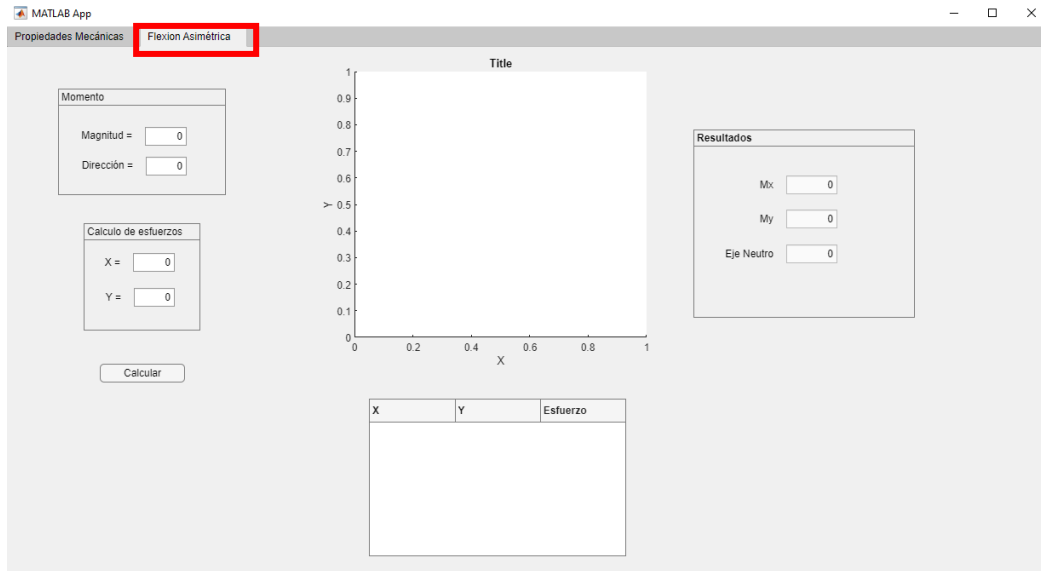 MATLAB App
Propiedades Mecánicas
Flexion Asimétrica
Momento
Magnitud =
0
Dirección =
0
Calculo de esfuerzos
X =
0
Y =
0
Calcular
Title
1
0.9
0.8
0.7
0.6
0.5
0.4
0.3
0.2
0.1
0
Y
0
0.2
0.4
0.6
0.8
1
X
Resultados
Mx
0
My
0
Eje Neutro
0
X
Y
Esfuerzo